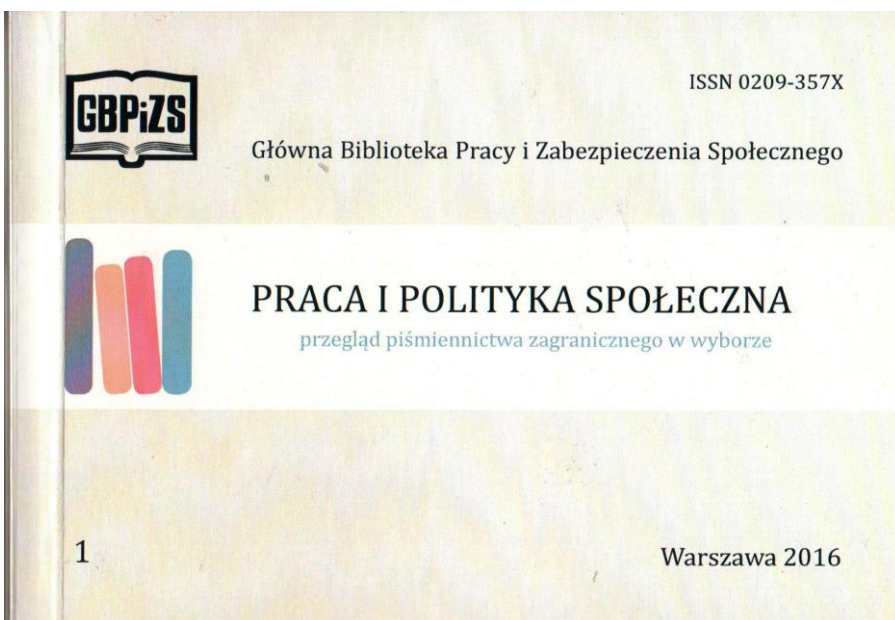 GBPiZS
ISSN 0209-357X
Główna Biblioteka Pracy i Zabezpieczenia Społecznego
PRACA I POLITYKA SPOŁECZNA
przegląd piśmiennictwa zagranicznego w wyborze
1
Warszawa 2016